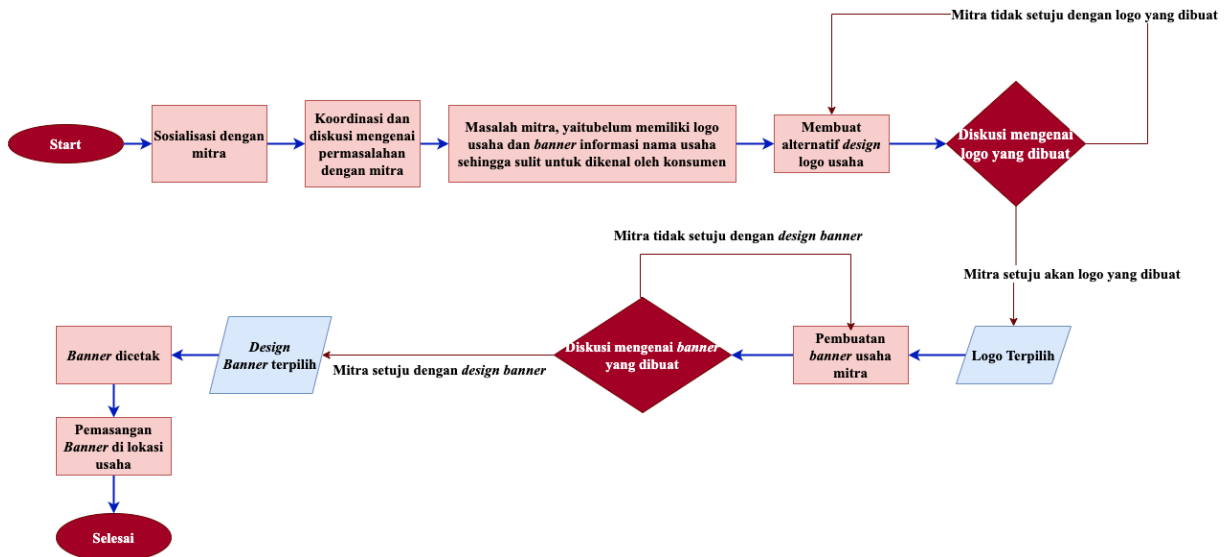 Mitra tidak setuju dengan logo yang dibuat
Start
Sosialisasi dengan
mitra
Koordinasi dan
diskusi mengenai
permasalahan
dengan mitra
Masalah mitra, yaitubelum memiliki logo
usaha dan banner informasi nama usaha
sehingga sulit untuk dikenal oleh konsumen
Membuat
alternatif design
logo usaha
Diskusi mengenai
logo yang dibuat
Mitra setuju akan logo yang dibuat
Logo Terpilih
Pembuatan
banner usaha
mitra
Mitra tidak setuju dengan design banner
Diskusi mengenai banner
yang dibuat
Mitra setuju dengan design banner
Design
Banner terpilih
Banner dicetak
Pemasangan
Banner di lokasi
usaha
Selesai